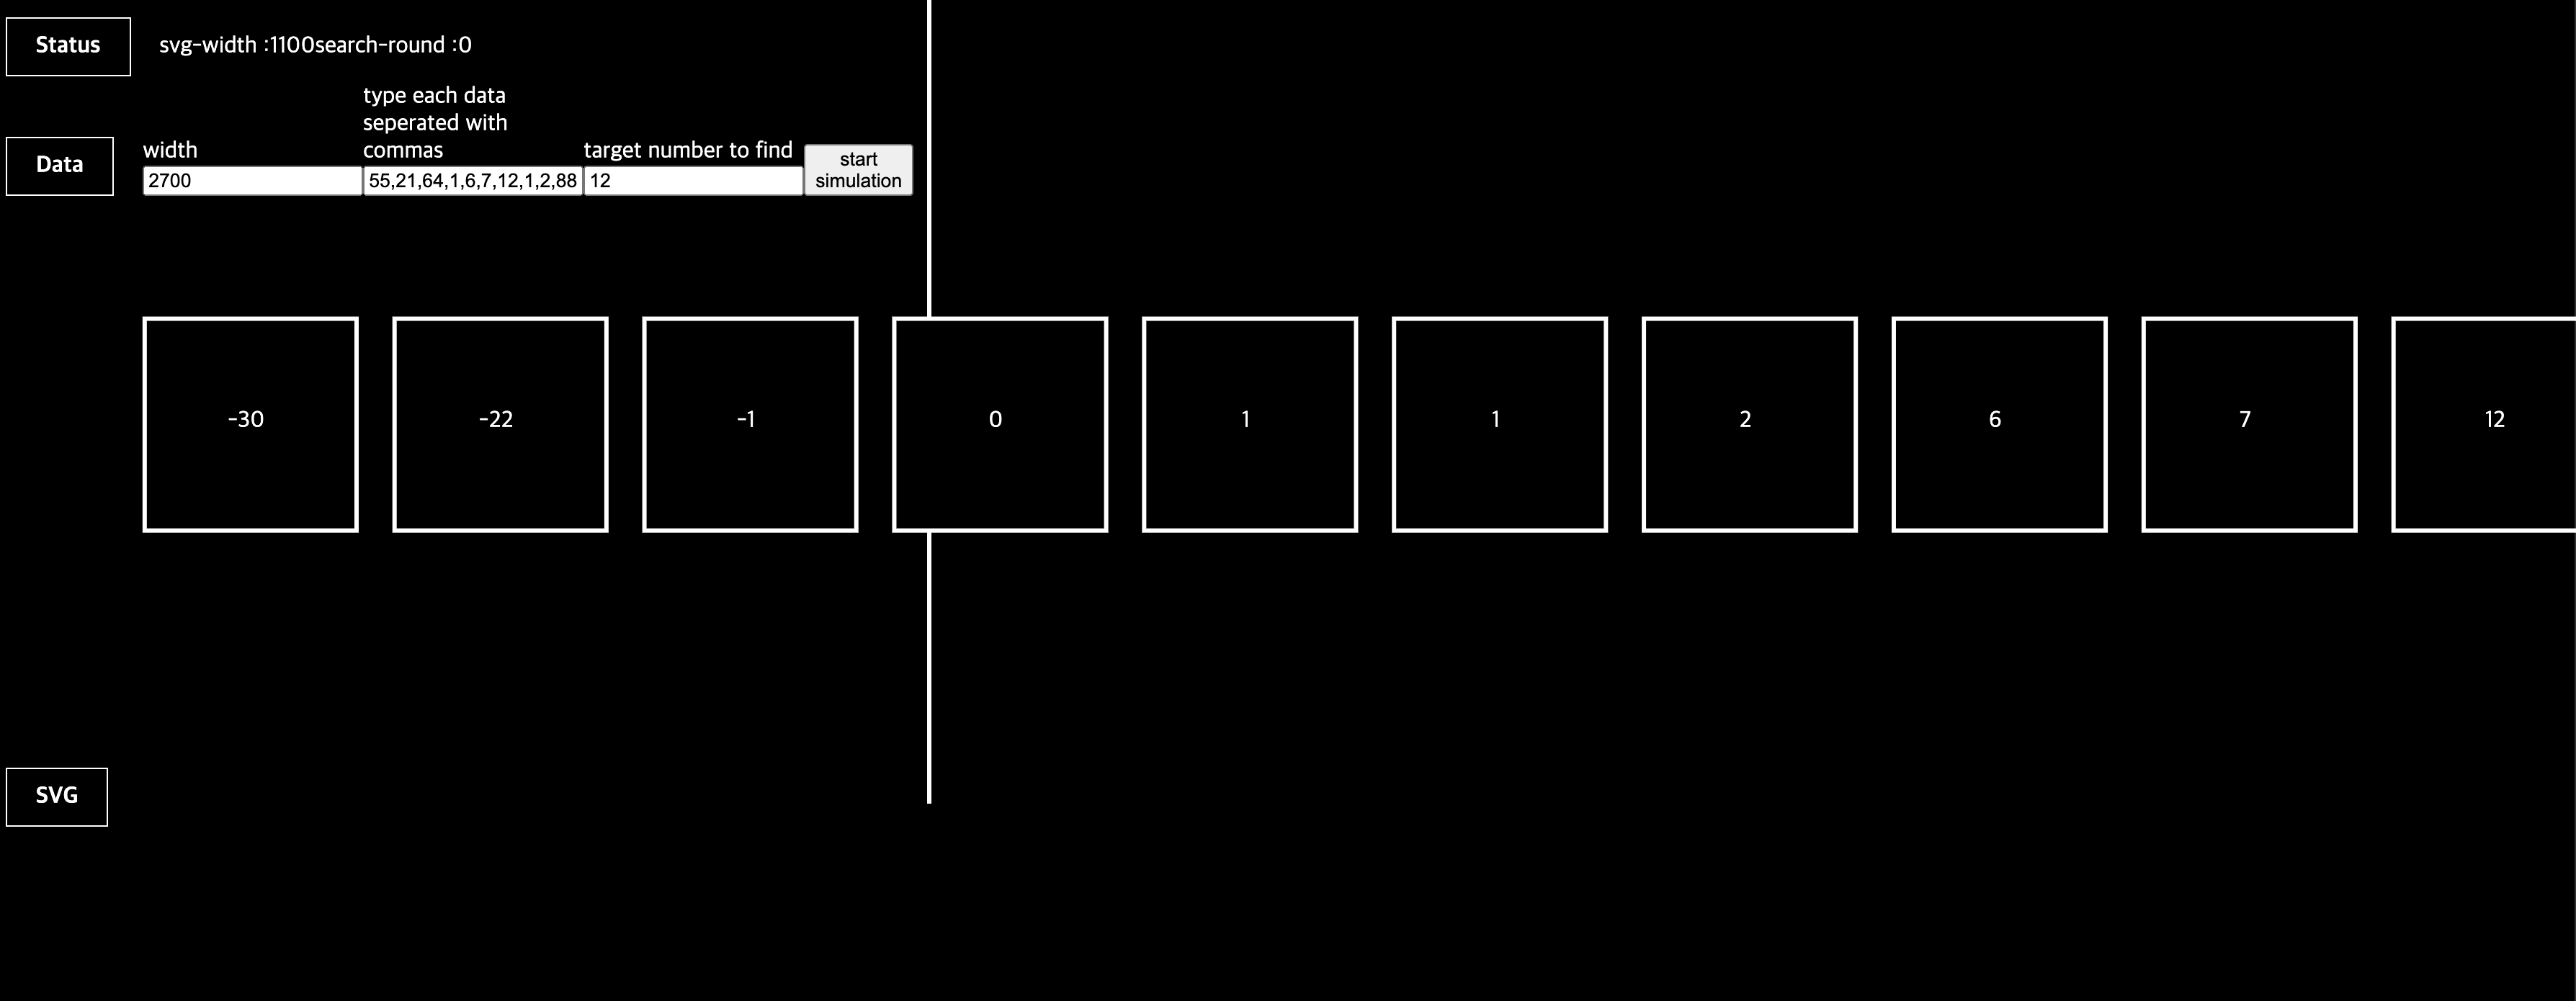 Status
svg-width :1100search-round :0
type each data
seperated with
commas
Data
width
target number to find
start
simulation
2700
55,21,64,1,6,7,12,1,2,88
12
-30
-22
-1
0
1
1
2
6
7
12
SVG